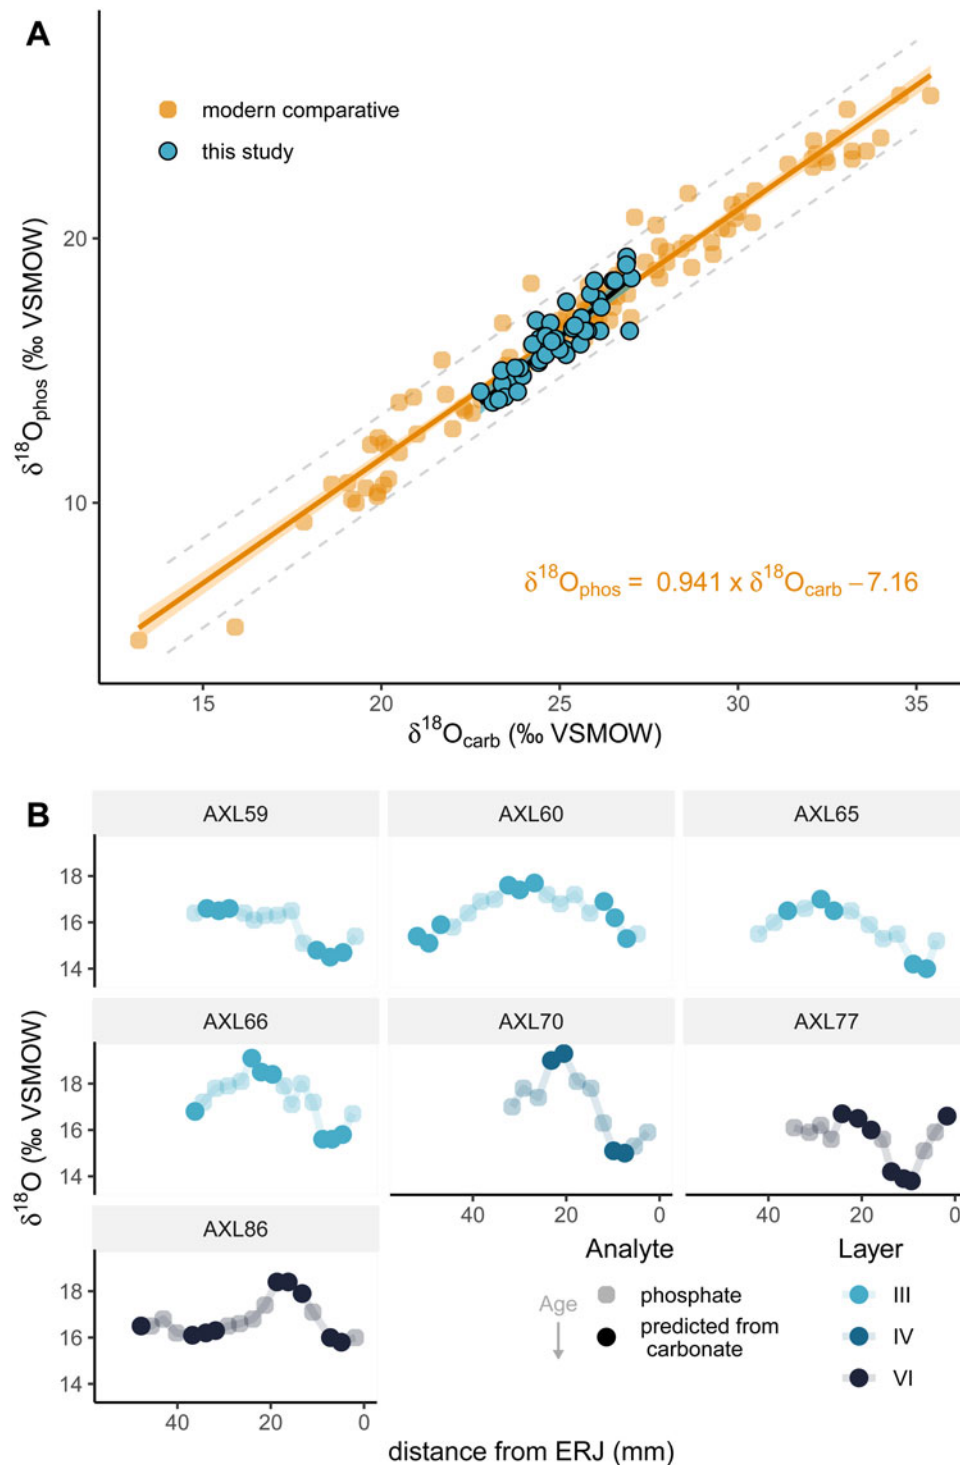 A
modern comparative
this study
δ18Ophos (‰ VSMOW)
20
10
δ18Ophos = 0.941 x δ18Ocarb – 7.16
15 20 25 30 35
δ18Ocarb (‰ VSMOW)
B
AXL59 AXL60 AXL65
18
16
14
AXL66 AXL70 AXL77
18
16
14
δ18O (‰ VSMOW)
40 20 0 40 20 0
AXL86
18
16
14
40 20 0
Analyte
Age
phosphate
predicted from
carbonate
Layer
III
IV
VI
distance from ERJ (mm)